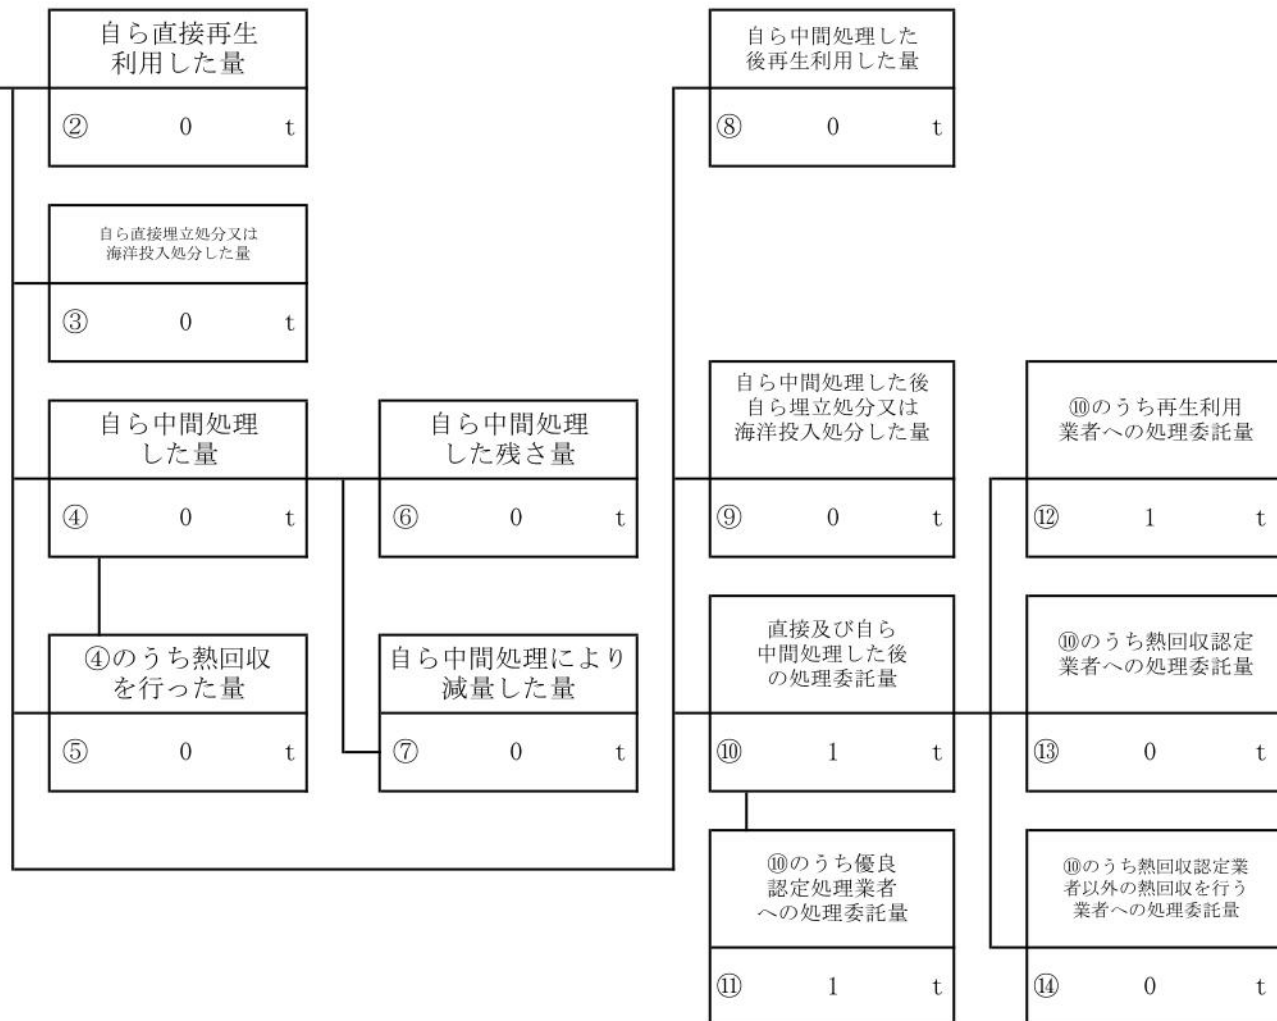 自ら直接再生
利用した量
② 0 t
自ら直接埋立処分又は
海洋投入処分した量
③ 0 t
自ら中間処理
した量
④ 0 t
④のうち熱回収
を行った量
⑤ 0 t
自ら中間処理
した残さ量
⑥ 0 t
自ら中間処理により
減量した量
⑦ 0 t
自ら中間処理した
後再生利用した量
⑧ 0 t
自ら中間処理した後
自ら埋立処分又は
海洋投入処分した量
⑨ 0 t
直接及び自ら
中間処理した後
の処理委託量
⑩ 1 t
⑩のうち優良
認定処理業者
への処理委託量
⑪ 1 t
⑩のうち再生利用
業者への処理委託量
⑫ 1 t
⑩のうち熱回収認定
業者への処理委託量
⑬ 0 t
⑩のうち熱回収認定業
者以外の熱回収を行う
業者への処理委託量
⑭ 0 t